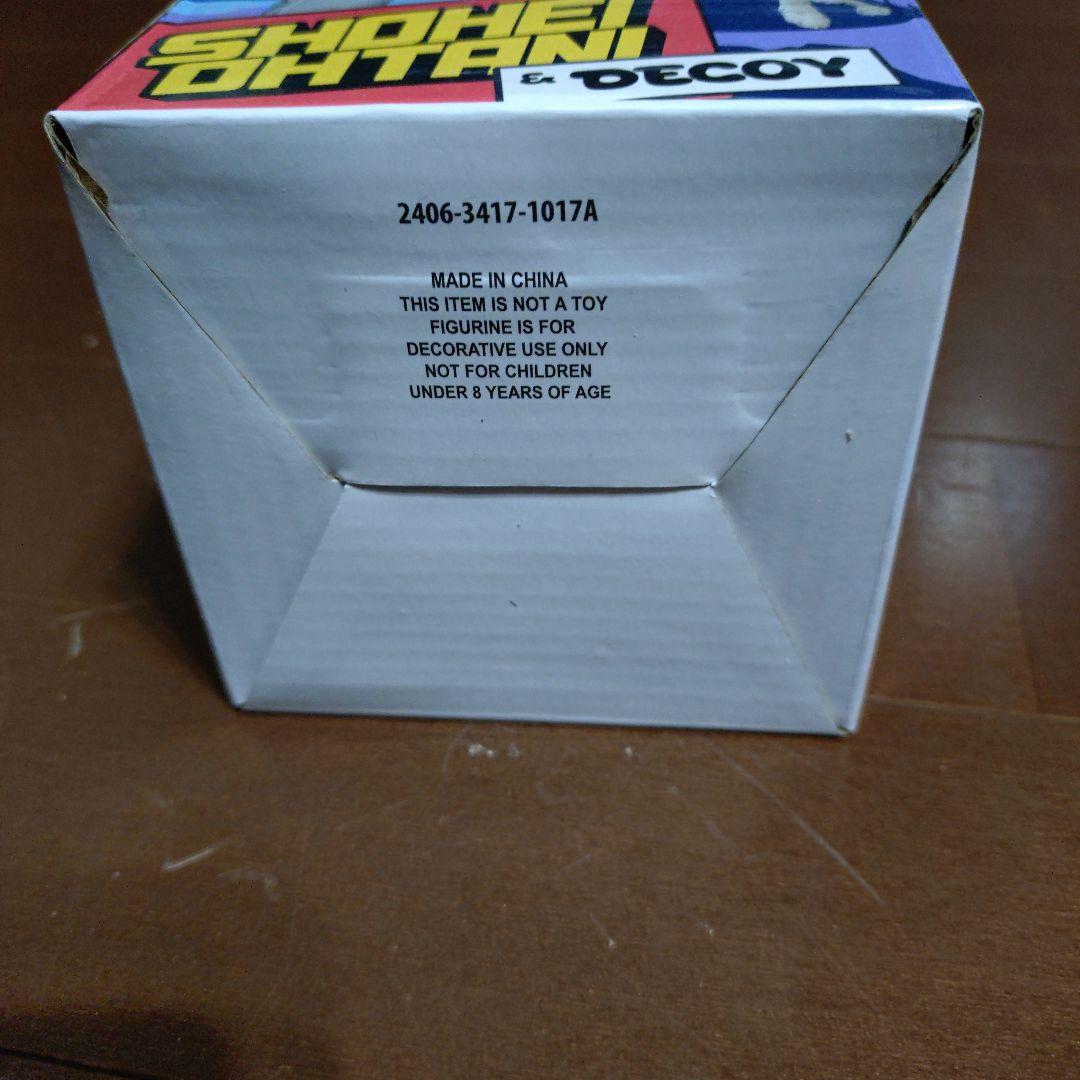 SHOHEI
OHTANI
& DECOY
2406-3417-1017A
MADE IN CHINA
THIS ITEM IS NOT A TOY
FIGURINE IS FOR
DECORATIVE USE ONLY
NOT FOR CHILDREN
UNDER 8 YEARS OF AGE